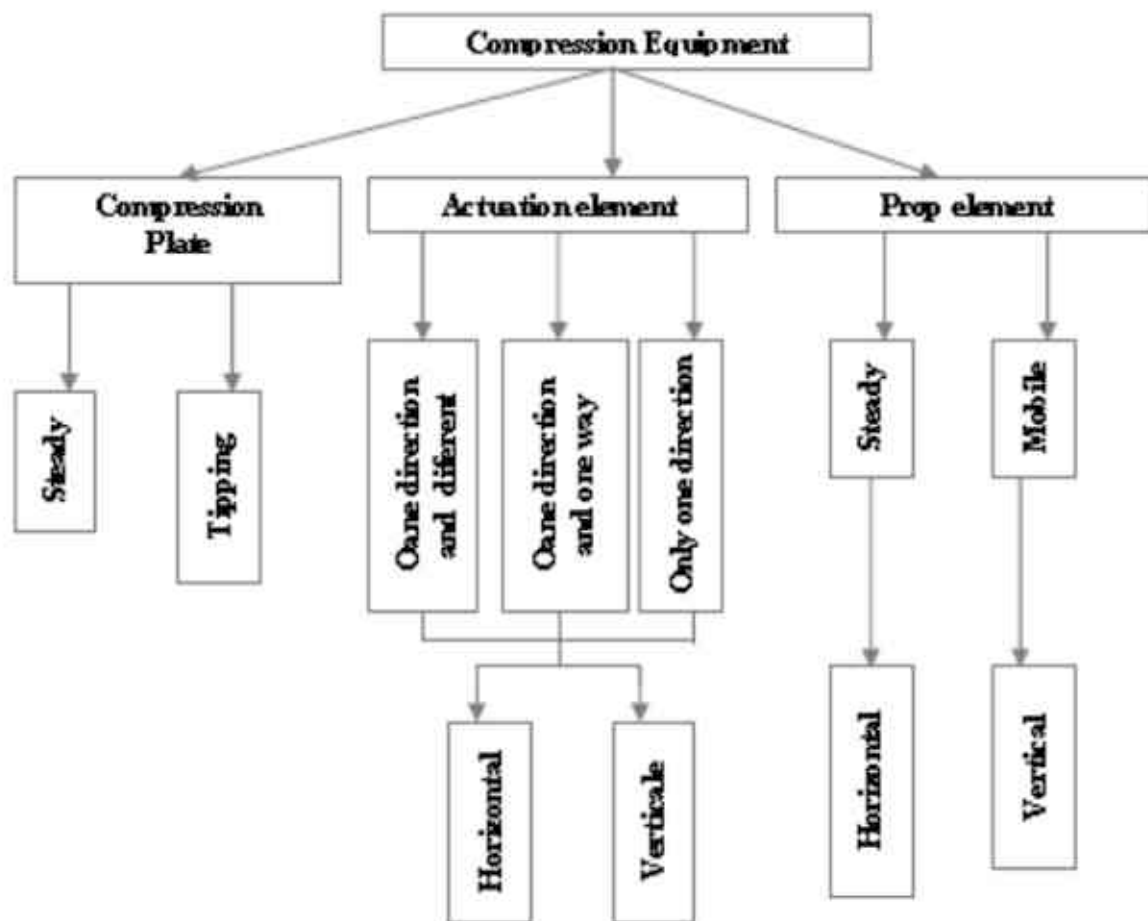 Compression Equipment
Compression
Plate
Actuation element
Prop element
Steady
Tipping
Oane direction
and diferent
Oane direction
and one way
Only one direction
Steady
Mobile
Horizontal
Verticale
Horizontal
Vertical